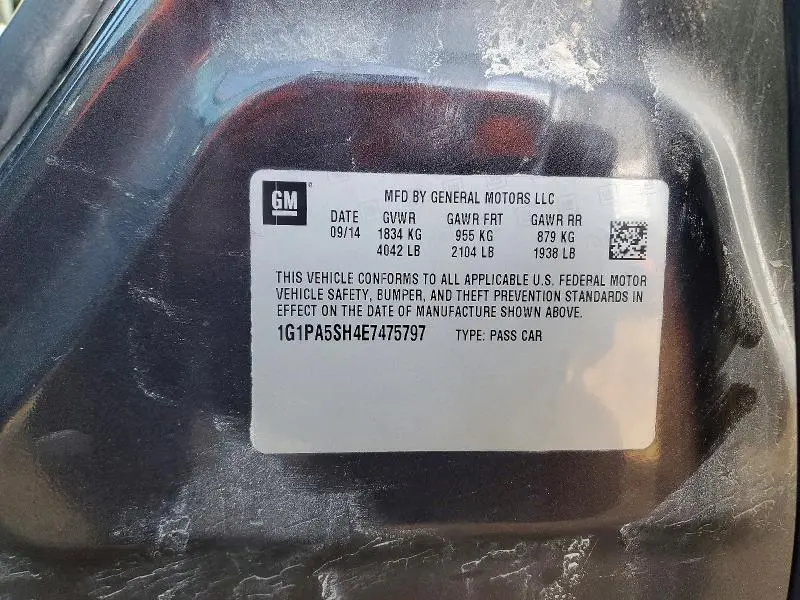 GM ®
MFD BY GENERAL MOTORS LLC
DATE GVWR GAWR FRT GAWR RR
09/14 1834 KG 955 KG 879 KG
4042 LB 2104 LB 1938 LB
THIS VEHICLE CONFORMS TO ALL APPLICABLE U.S. FEDERAL MOTOR
VEHICLE SAFETY, BUMPER, AND THEFT PREVENTION STANDARDS IN
EFFECT ON THE DATE OF MANUFACTURE SHOWN ABOVE.
1G1PA5SH4E7475797 TYPE: PASS CAR